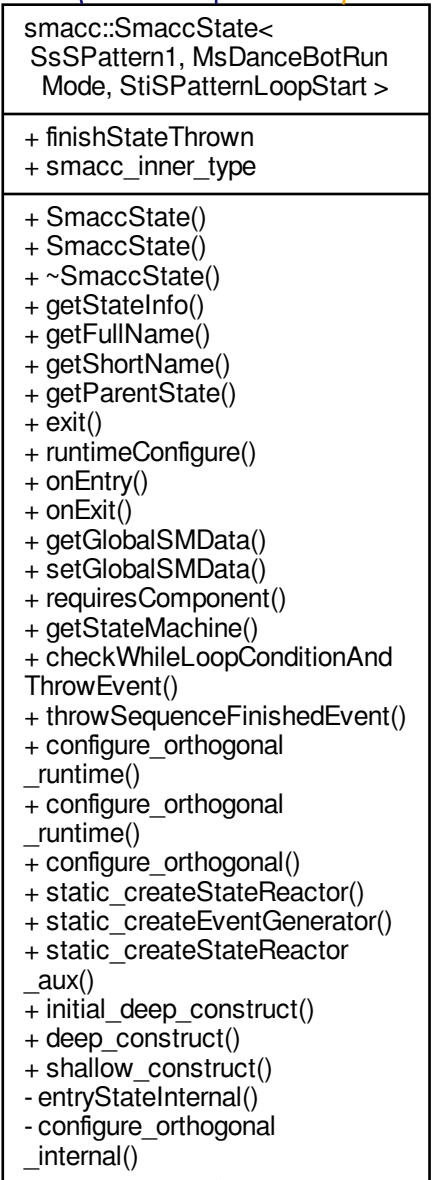 smacc::SmaccState<
SsSPattern1, MsDanceBotRun
Mode, StiSPatternLoopStart >
+ finishStateThrown
+ smacc_inner_type
+ SmaccState()
+ SmaccState()
+ ~SmaccState()
+ getStateInfo()
+ getFullName()
+ getShortName()
+ getParentState()
+ exit()
+ runtimeConfigure()
+ onEntry()
+ onExit()
+ getGlobalSMData()
+ setGlobalSMData()
+ requiresComponent()
+ getStateMachine()
+ checkWhileLoopConditionAnd
ThrowEvent()
+ throwSequenceFinishedEvent()
+ configure_orthogonal
_runtime()
+ configure_orthogonal
_runtime()
+ configure_orthogonal()
+ static_createStateReactor()
+ static_createEventGenerator()
+ static_createStateReactor
_aux()
+ initial_deep_construct()
+ deep_construct()
+ shallow_construct()
- entryStateInternal()
- configure_orthogonal
_internal()